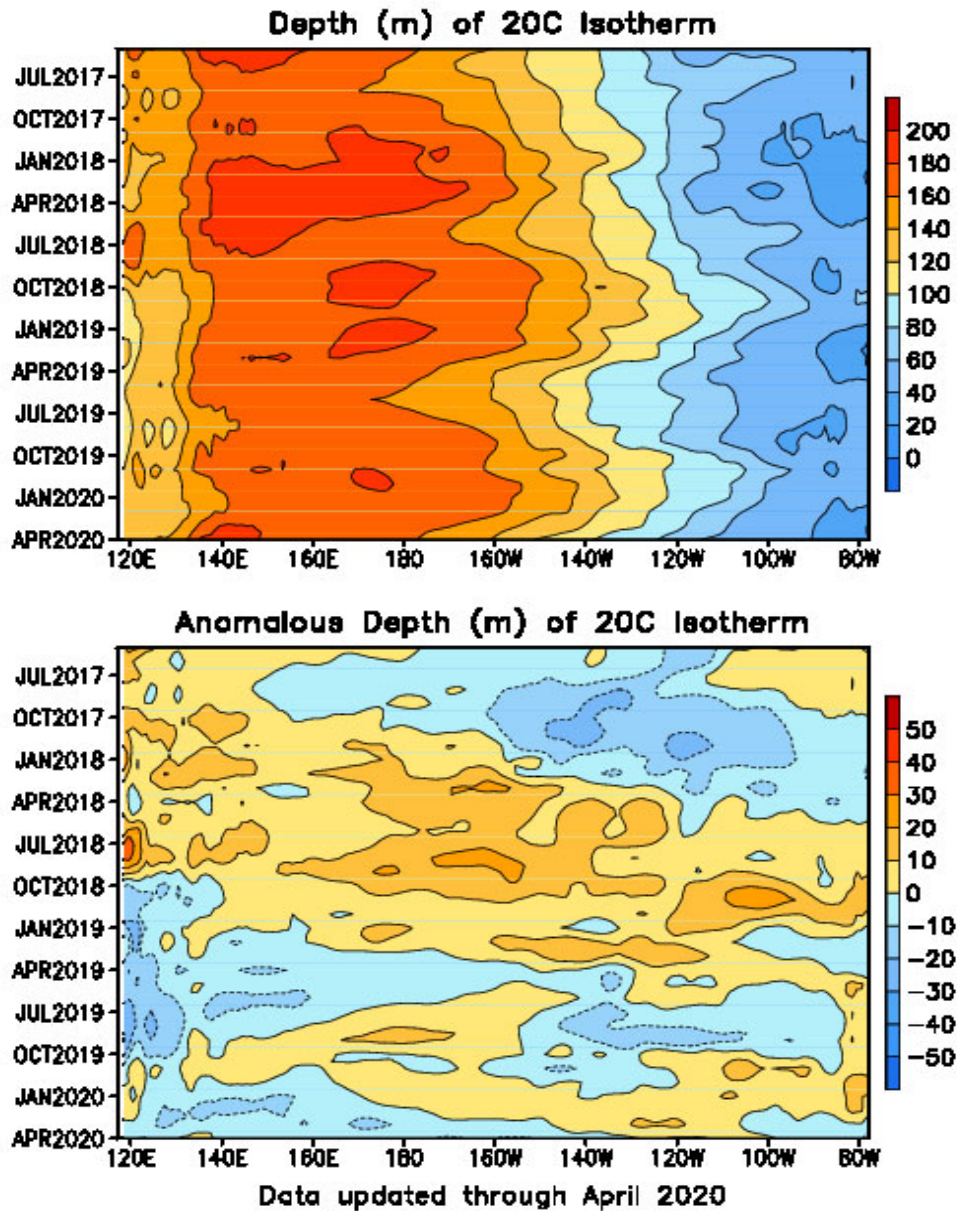 Depth (m) of 20C Isotherm
JUL2017
OCT2017
JAN2018
APR2018
JUL2018
OCT2018
JAN2019
APR2019
JUL2019
OCT2019
JAN2020
APR2020
120E 140E 160E 180 160W 140W 120W 100W 80W
200
180
160
140
120
100
80
60
40
20
0
Anomalous Depth (m) of 20C Isotherm
JUL2017
OCT2017
JAN2018
APR2018
JUL2018
OCT2018
JAN2019
APR2019
JUL2019
OCT2019
JAN2020
APR2020
120E 140E 160E 180 160W 140W 120W 100W 80W
50
40
30
20
10
0
-10
-20
-30
-40
-50
Data updated through April 2020